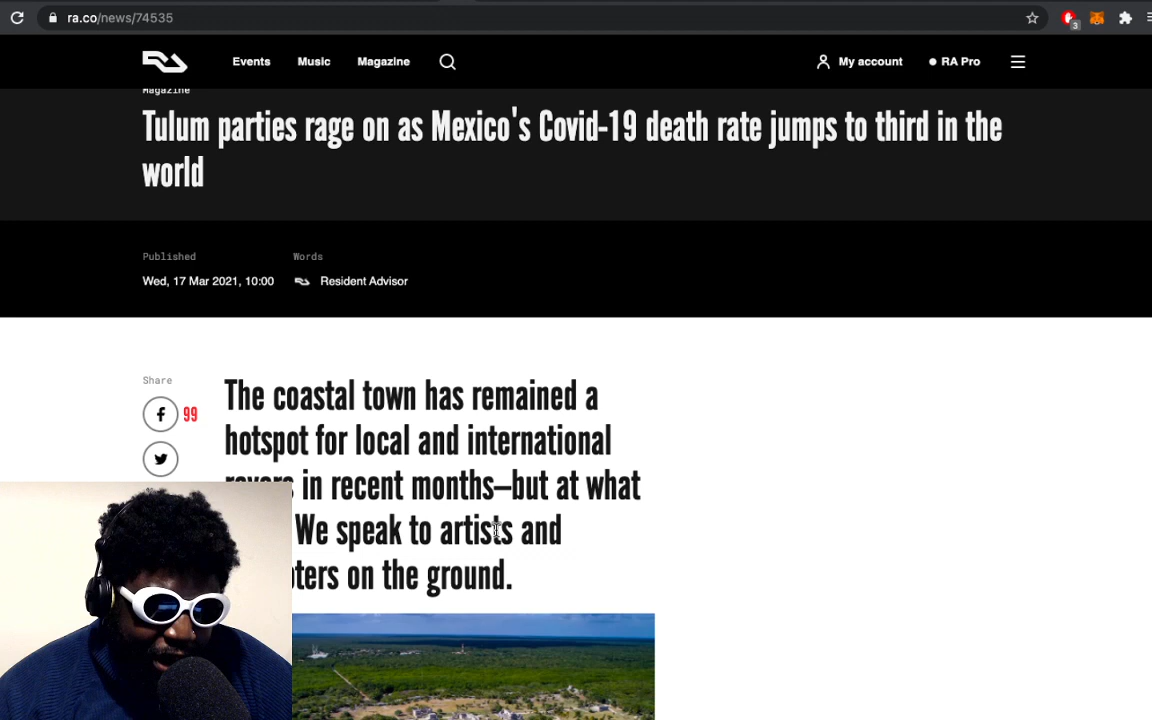 ra.co/news/74535
3
Events Music Magazine My account RA Pro
Magazine
Tulum parties rage on as Mexico's Covid-19 death rate jumps to third in the
world
Published Words
Wed, 17 Mar 2021, 10:00 Resident Advisor
Share
99
The coastal town has remained a
hotspot for local and international
in recent months—but at what
We speak to artists and
on the ground.